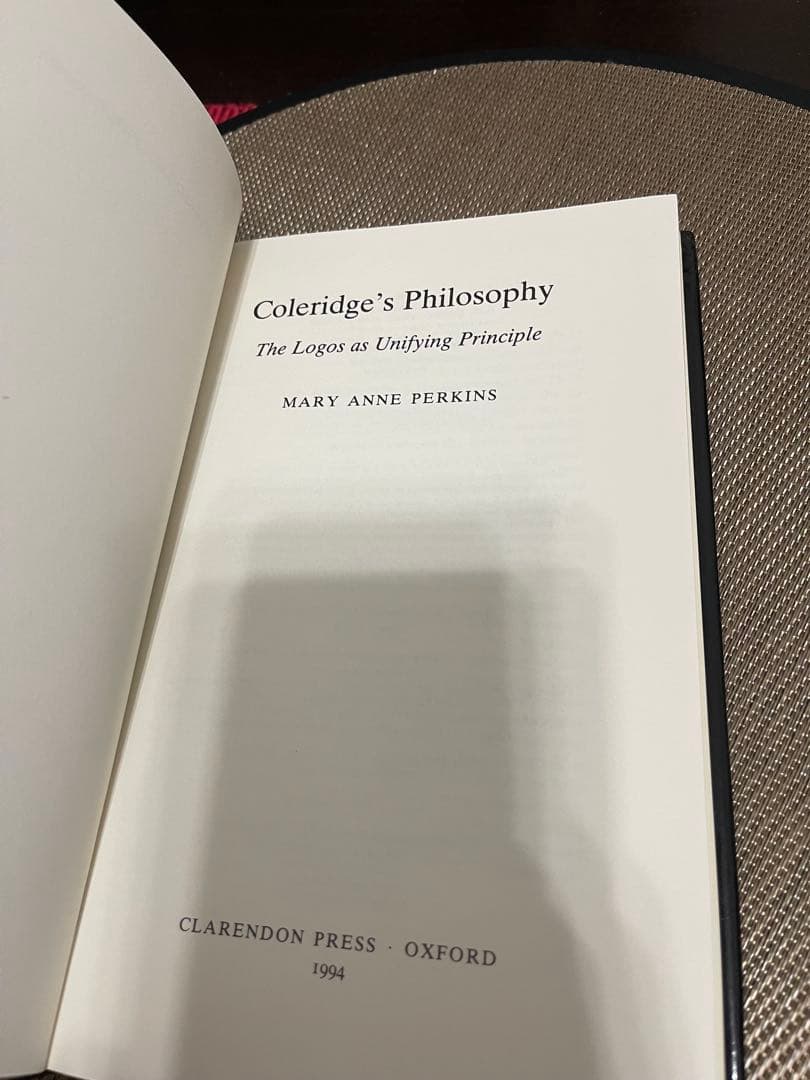 Coleridge's Philosophy
The Logos as Unifying Principle
MARY ANNE PERKINS
CLARENDON PRESS · OXFORD
1994